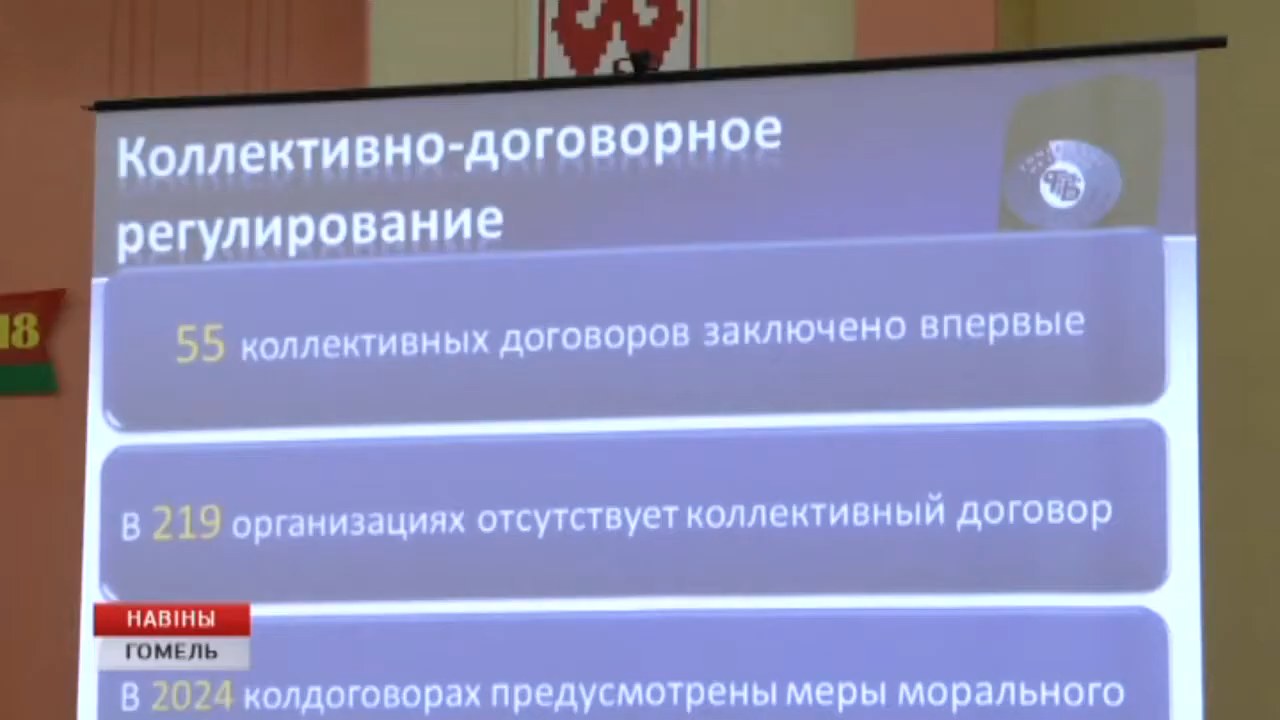 Коллективно-договорное
регулирование
55 коллективных договоров заключено впервые
18
В 219 организациях отсутствует коллективный договор
НАВІНЫ
ГОМЕЛЬ
В 2024 колдоговорах предусмотрены меры морального